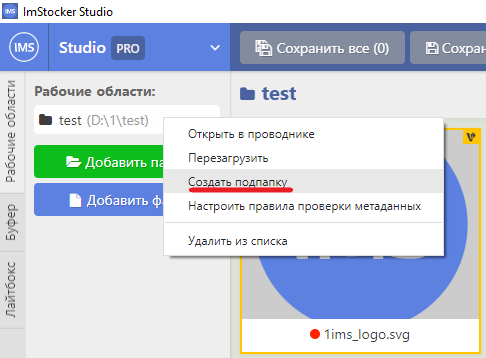 IMS ImStocker Studio
IMS Studio PRO
Сохранить все (0)
Сохран
Рабочие области:
test (D:\1\test)
Добавить па
Добавить фа
Рабочие области
Буфер
Лайтбокс
test
Открыть в проводнике
Перезагрузить
Создать подпапку
Настроить правила проверки метаданных
Удалить из списка
1ims_logo.svg